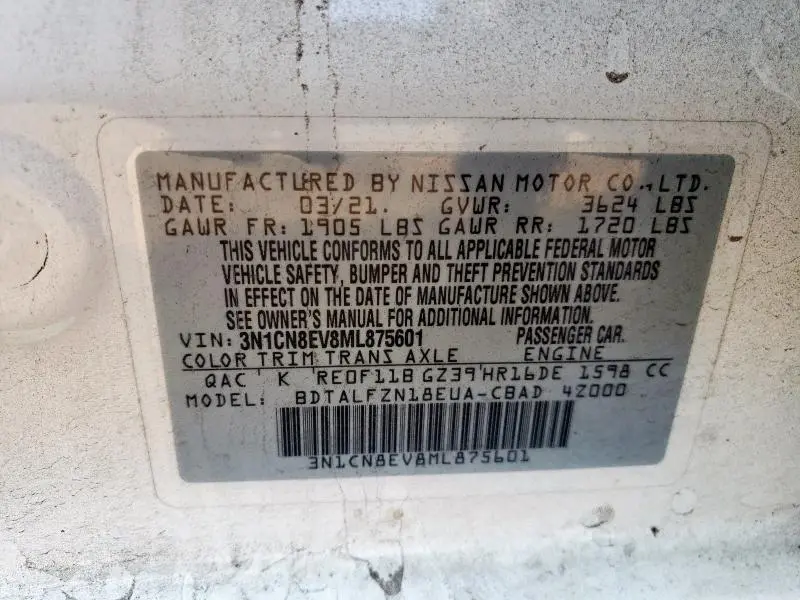 MANUFACTURED BY NISSAN MOTOR CO., LTD.
DATE: 03/21. GVWR: 3624 LBS
GAWR FR: 1905 LBS GAWR RR: 1720 LBS
THIS VEHICLE CONFORMS TO ALL APPLICABLE FEDERAL MOTOR
VEHICLE SAFETY, BUMPER AND THEFT PREVENTION STANDARDS
IN EFFECT ON THE DATE OF MANUFACTURE SHOWN ABOVE.
SEE OWNER'S MANUAL FOR ADDITIONAL INFORMATION.
VIN: 3N1CN8EV8ML875601 PASSENGER CAR.
COLOR TRIM TRANS AXLE ENGINE
QAC K RE0F11B GZ39 HR16DE 1598 CC
MODEL: BDTALFZN18EUA-CBAD 42000
3N1CN8EV8ML875601